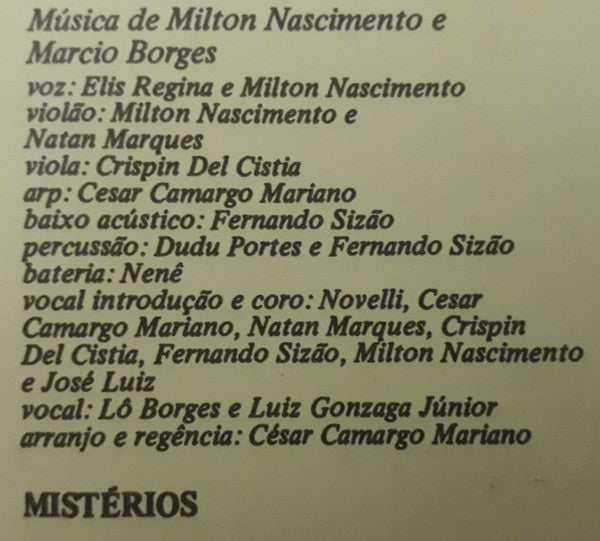 Música de Milton Nascimento e
Marcio Borges
voz: Elis Regina e Milton Nascimento
violão: Milton Nascimento e
Natan Marques
viola: Crispin Del Cistia
arp: Cesar Camargo Mariano
baixo acústico: Fernando Sizão
percussão: Dudu Portes e Fernando Sizão
bateria: Nenê
vocal introdução e coro: Novelli, Cesar
Camargo Mariano, Natan Marques, Crispin
Del Cistia, Fernando Sizão, Milton Nascimento
e José Luiz
vocal: Lô Borges e Luiz Gonzaga Júnior
arranjo e regência: César Camargo Mariano
MISTÉRIOS